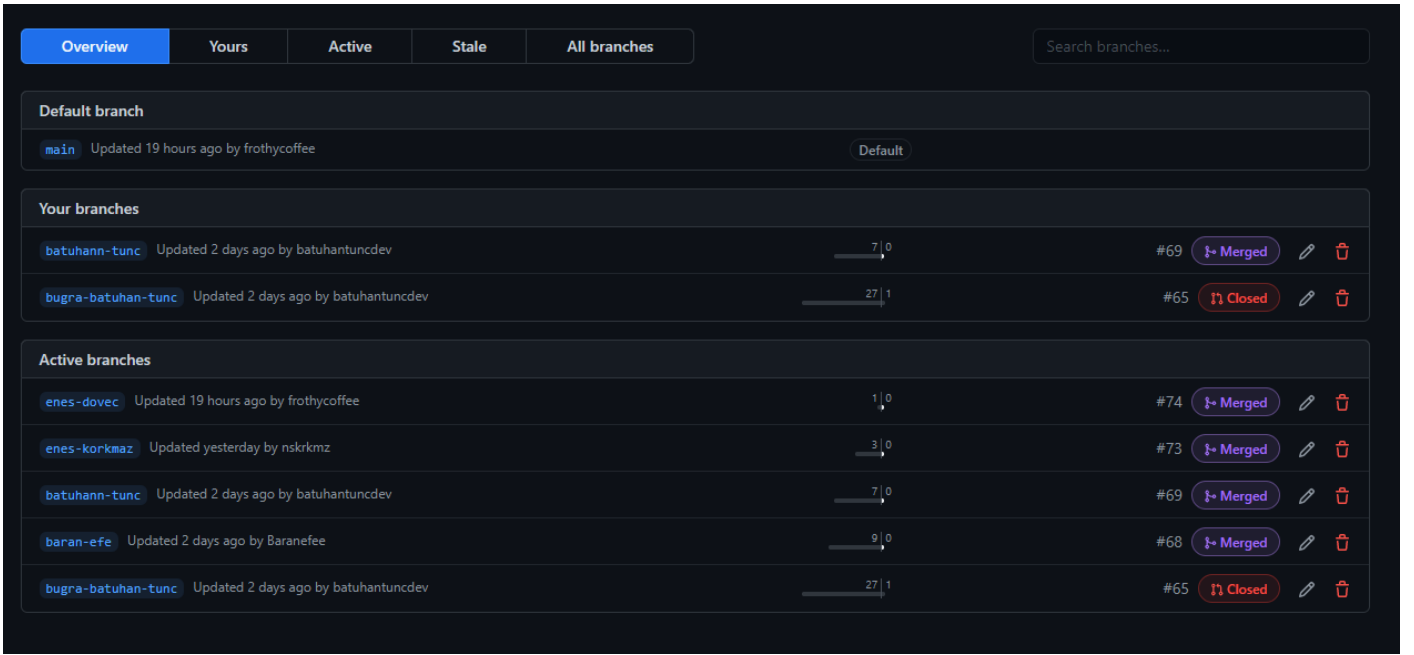 Overview Yours Active Stale All branches Search branches...
Default branch
main Updated 19 hours ago by frothycoffee Default
Your branches
batuhann-tunc Updated 2 days ago by batuhantuncdev 7 0 #69 Merged
bugra-batuhan-tunc Updated 2 days ago by batuhantuncdev 27 1 #65 Closed
Active branches
enes-dovec Updated 19 hours ago by frothycoffee 1 0 #74 Merged
enes-korkmaz Updated yesterday by nskrkmz 3 0 #73 Merged
batuhann-tunc Updated 2 days ago by batuhantuncdev 7 0 #69 Merged
baran-efe Updated 2 days ago by Baranefee 9 0 #68 Merged
bugra-batuhan-tunc Updated 2 days ago by batuhantuncdev 27 1 #65 Closed